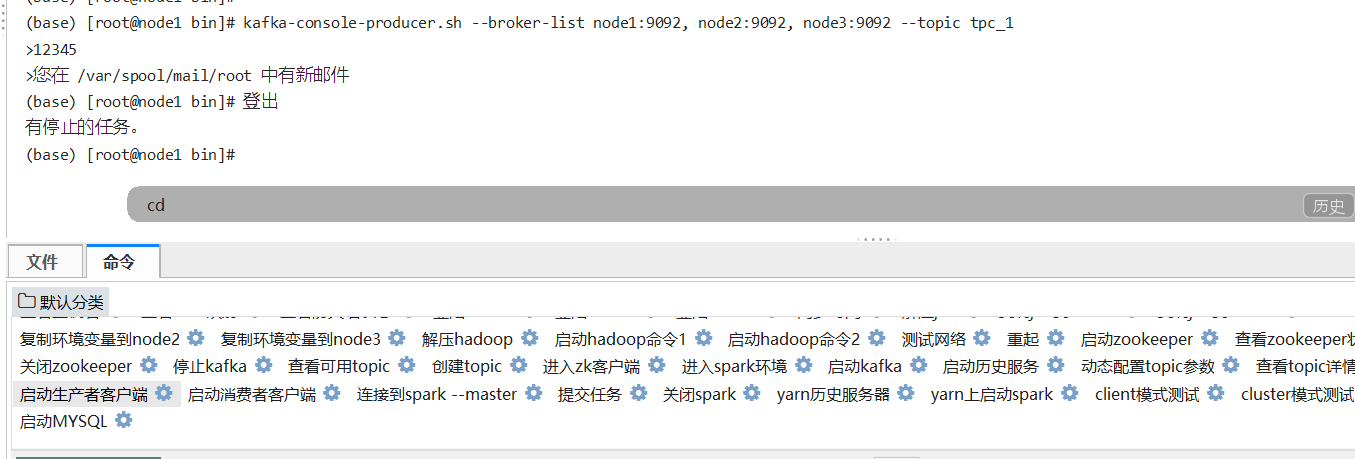 (base) [root@node1 bin]# kafka-console-producer.sh --broker-list node1:9092, node2:9092, node3:9092 --topic tpc_1
>12345
>您在 /var/spool/mail/root 中有新邮件
(base) [root@node1 bin]# 登出
有停止的任务。
(base) [root@node1 bin]#
cd 历史
文件 命令
默认分类
复制环境变量到node2 复制环境变量到node3 解压hadoop 启动hadoop命令1 启动hadoop命令2 测试网络 重起 启动zookeeper 查看zookeeper状
关闭zookeeper 停止kafka 查看可用topic 创建topic 进入zk客户端 进入spark环境 启动kafka 启动历史服务 动态配置topic参数 查看topic详情
启动生产者客户端 启动消费者客户端 连接到spark --master 提交任务 关闭spark yarn历史服务器 yarn上启动spark client模式测试 cluster模式测试
启动MYSQL